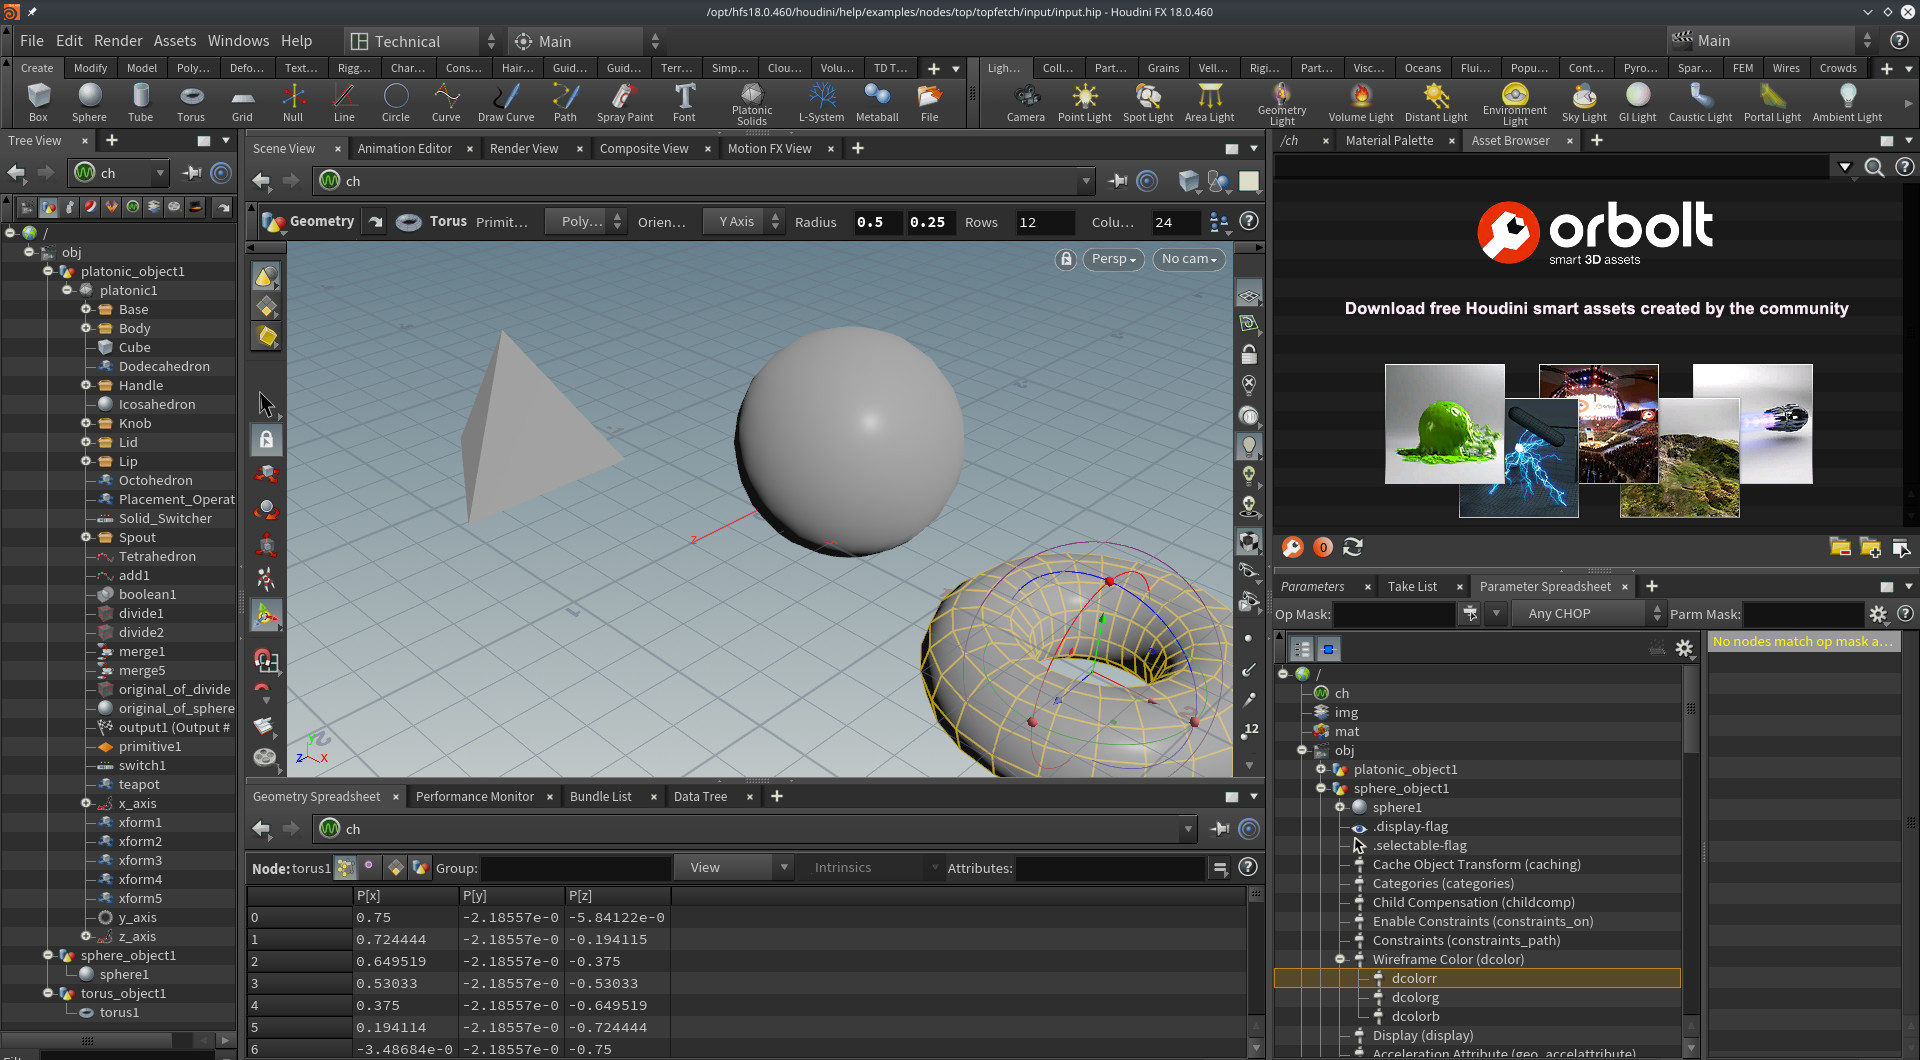 /opt/hfs18.0.460/houdini/help/examples/nodes/top/topfetch/input/input.hip - Houdini FX 18.0.460
File Edit Render Assets Windows Help Technical Main Main
Create Modify Model Poly... Defo... Text... Rigg... Char... Cons... Hair... Guid... Guid... Terr... Simp... Clou... Volu... TD T...
Ligh... Coll... Part... Grains Vell... Rigi... Part... Visc... Oceans Flui... Popu... Cont... Pyro... Spar... FEM Wires Crowds
Box Sphere Tube Torus Grid Null Line Circle Curve Draw Curve Path Spray Paint Font Platonic Solids L-System Metaball File
Camera Point Light Spot Light Area Light Geometry Light Volume Light Distant Light Environment Light Sky Light GI Light Caustic Light Portal Light Ambient Light
Tree View
ch
/
obj
platonic_object1
platonic1
Base
Body
Cube
Dodecahedron
Handle
Icosahedron
Knob
Lid
Lip
Octohedron
Placement_Operat
Solid_Switcher
Spout
Tetrahedron
add1
boolean1
divide1
divide2
merge1
merge5
original_of_divide
original_of_sphere
output1 (Output #
primitive1
switch1
teapot
x_axis
xform1
xform2
xform3
xform4
xform5
y_axis
z_axis
sphere_object1
sphere1
torus_object1
torus1
Scene View Animation Editor Render View Composite View Motion FX View
ch
Geometry Torus Primit... Poly... Orien... Y Axis Radius 0.5 0.25 Rows 12 Colu... 24
Persp No cam
Z
Z Y X
12
Geometry Spreadsheet Performance Monitor Bundle List Data Tree
ch
Node: torus1 Group: View Intrinsics Attributes:
P[x] P[y] P[z]
0 0.75 -2.18557e-0 -5.84122e-0
1 0.724444 -2.18557e-0 -0.194115
2 0.649519 -2.18557e-0 -0.375
3 0.53033 -2.18557e-0 -0.53033
4 0.375 -2.18557e-0 -0.649519
5 0.194114 -2.18557e-0 -0.724444
6 -3.48684e-0 -2.18557e-0 -0.75
/ch Material Palette Asset Browser
orbolt
smart 3D assets
Download free Houdini smart assets created by the community
0
Parameters Take List Parameter Spreadsheet
Op Mask: Any CHOP Parm Mask:
No nodes match op mask a...
/
ch
img
mat
obj
platonic_object1
sphere_object1
sphere1
.display-flag
.selectable-flag
Cache Object Transform (caching)
Categories (categories)
Child Compensation (childcomp)
Enable Constraints (constraints_on)
Constraints (constraints_path)
Wireframe Color (dcolor)
dcolorr
dcolorg
dcolorb
Display (display)
Acceleration Attribute (geo_accelattribute)